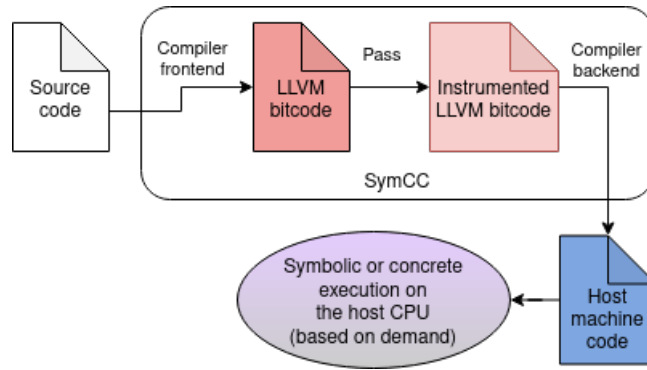 Source
code
Compiler
frontend
LLVM
bitcode
Pass
Instrumented
LLVM bitcode
Compiler
backend
SymCC
Host
machine
code
Symbolic or concrete
execution on
the host CPU
(based on demand)